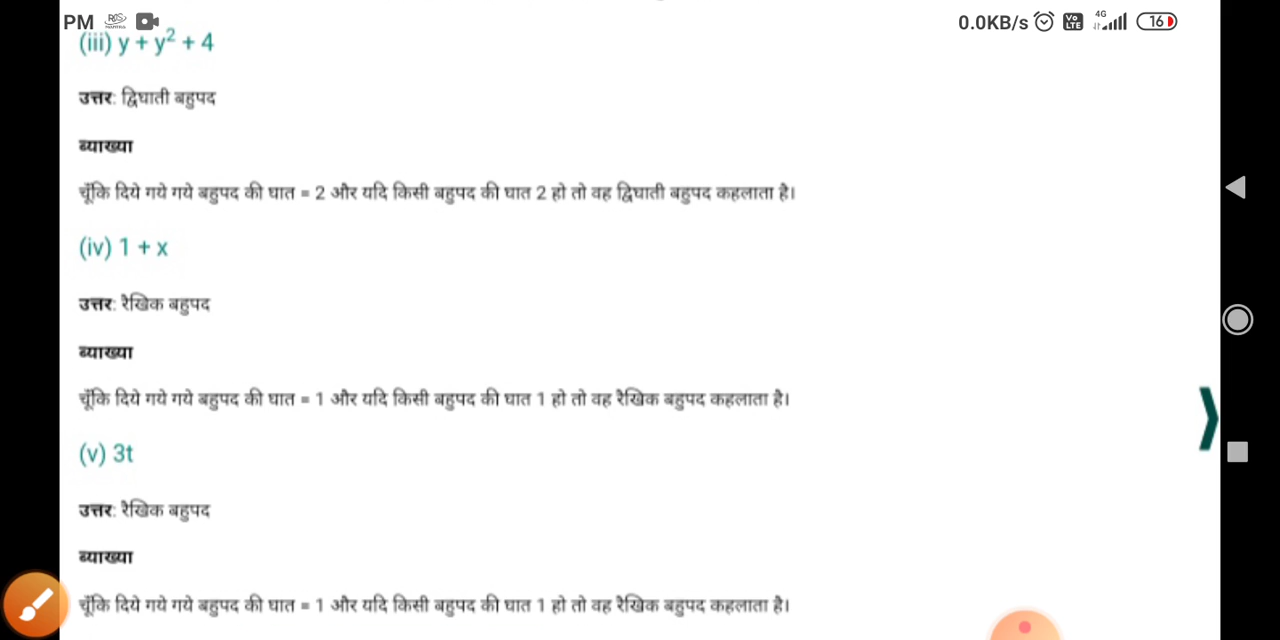 PM 0.0KB/s Vo LTE 4G 16
(iii) y + y² + 4
उत्तर: द्विघाती बहुपद
व्याख्या
चूँकि दिये गये गये बहुपद की घात = 2 और यदि किसी बहुपद की घात 2 हो तो वह द्विघाती बहुपद कहलाता है।
(iv) 1 + x
उत्तर: रैखिक बहुपद
व्याख्या
चूँकि दिये गये गये बहुपद की घात = 1 और यदि किसी बहुपद की घात 1 हो तो वह रैखिक बहुपद कहलाता है।
(v) 3t
उत्तर: रैखिक बहुपद
व्याख्या
चूँकि दिये गये गये बहुपद की घात = 1 और यदि किसी बहुपद की घात 1 हो तो वह रैखिक बहुपद कहलाता है।